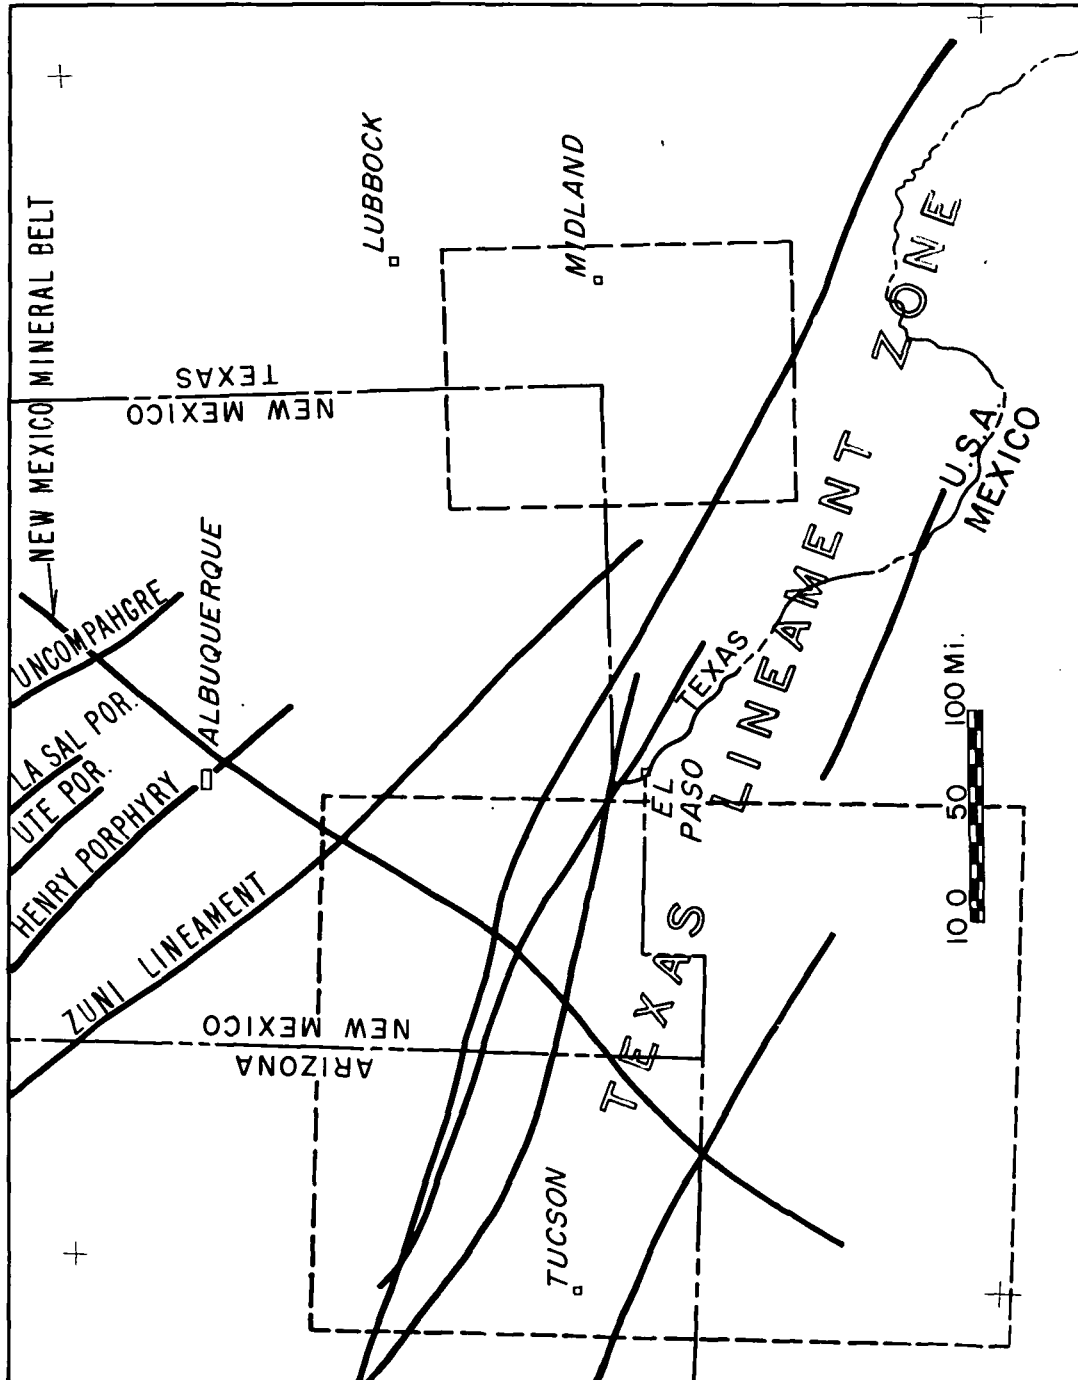 NEW MEXICO MINERAL BELT
UNCOMPAHGRE
LA SAL POR.
UTE POR.
HENRY PORPHYRY
ZUNI LINEAMENT
ALBUQUERQUE
LUBBOCK
MIDLAND
TEXAS
NEW MEXICO
NEW MEXICO
ARIZONA
TUCSON
EL
PASO
TEXAS
U.S.A.
MEXICO
TEXAS LINEAMENT ZONE
10 0 50 100 Mi.